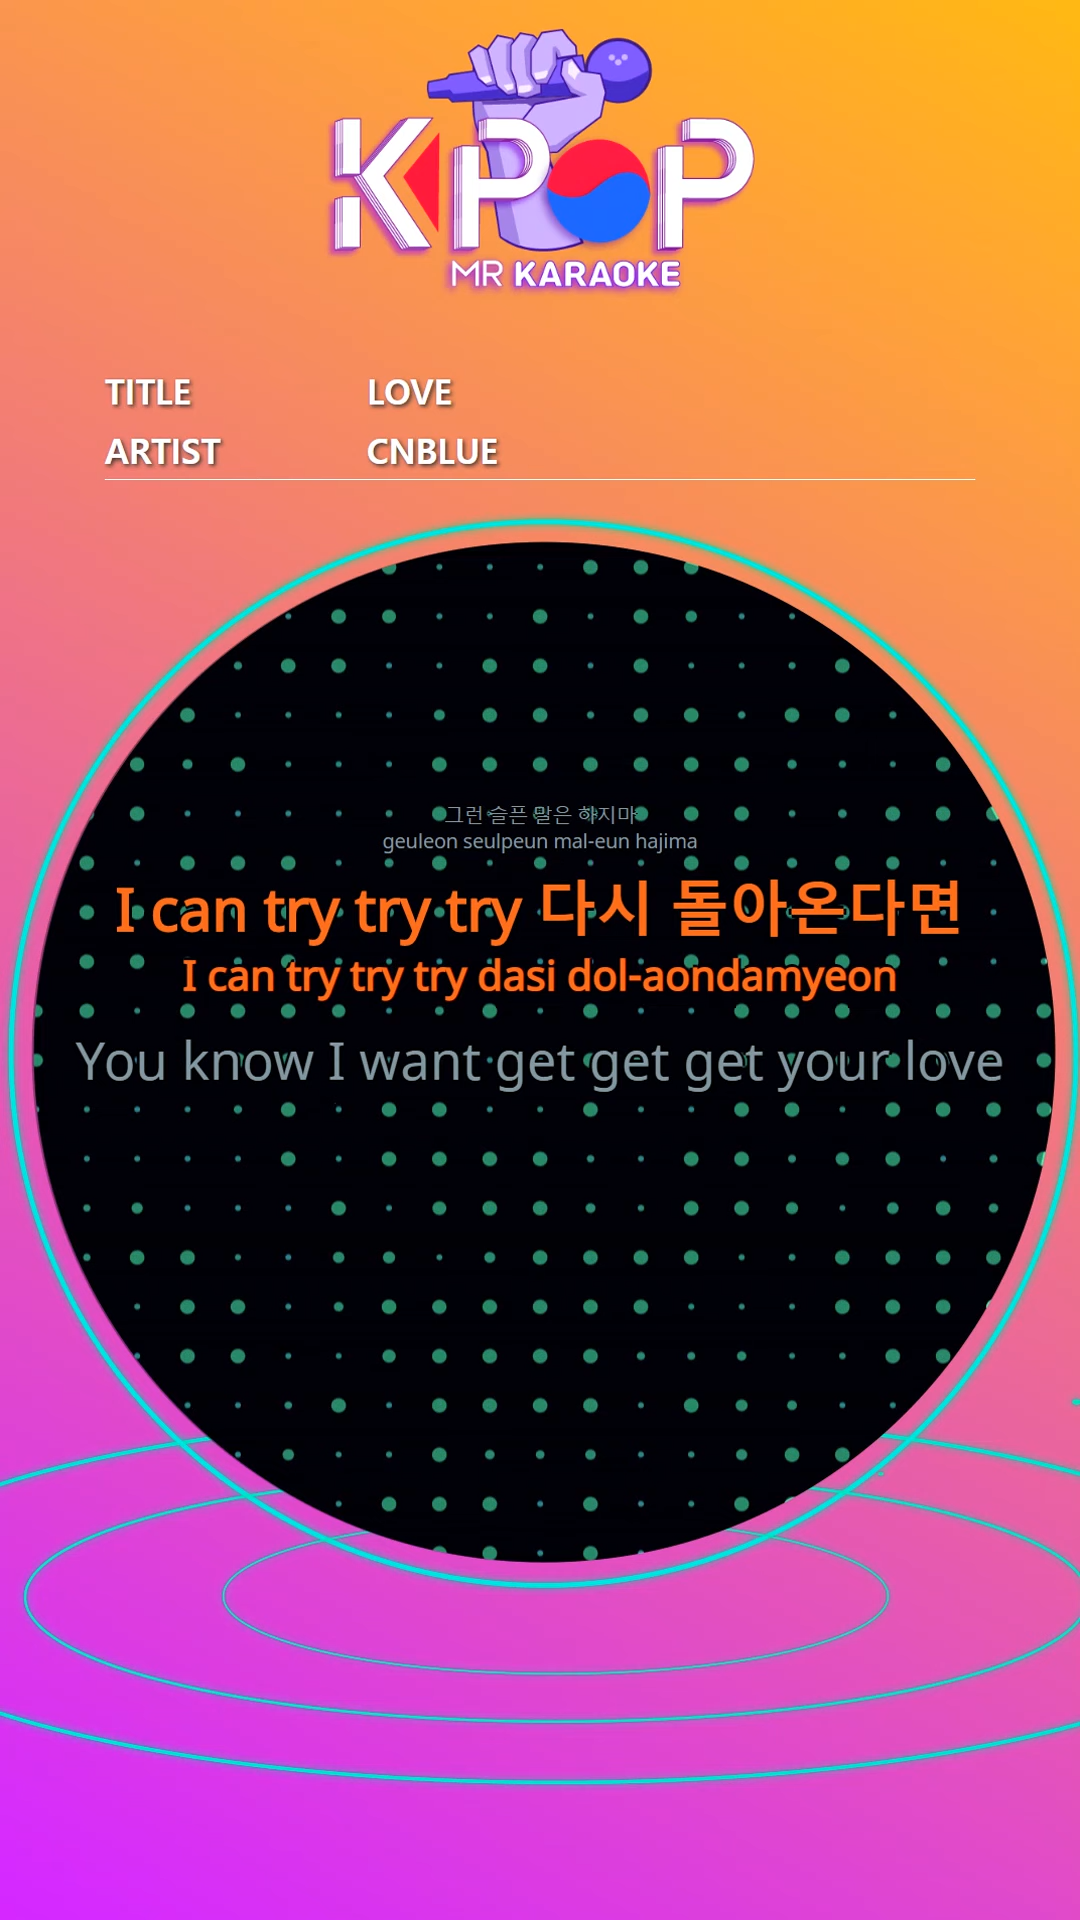 KPOP
MR KARAOKE
TITLE LOVE
ARTIST CNBLUE
그런 슬픈 말은 하지마
geuleon seulpeun mal-eun hajima
I can try try try 다시 돌아온다면
I can try try try dasi dol-aondamyeon
You know I want get get get your love